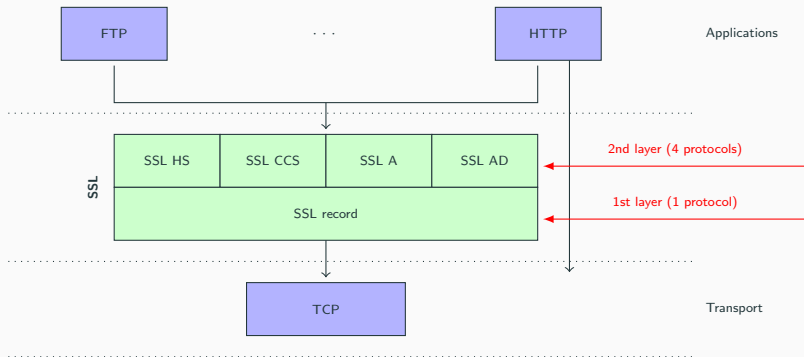 FTP
. . .
HTTP
Applications
SSL
SSL HS
SSL CCS
SSL A
SSL AD
2nd layer (4 protocols)
SSL record
1st layer (1 protocol)
TCP
Transport